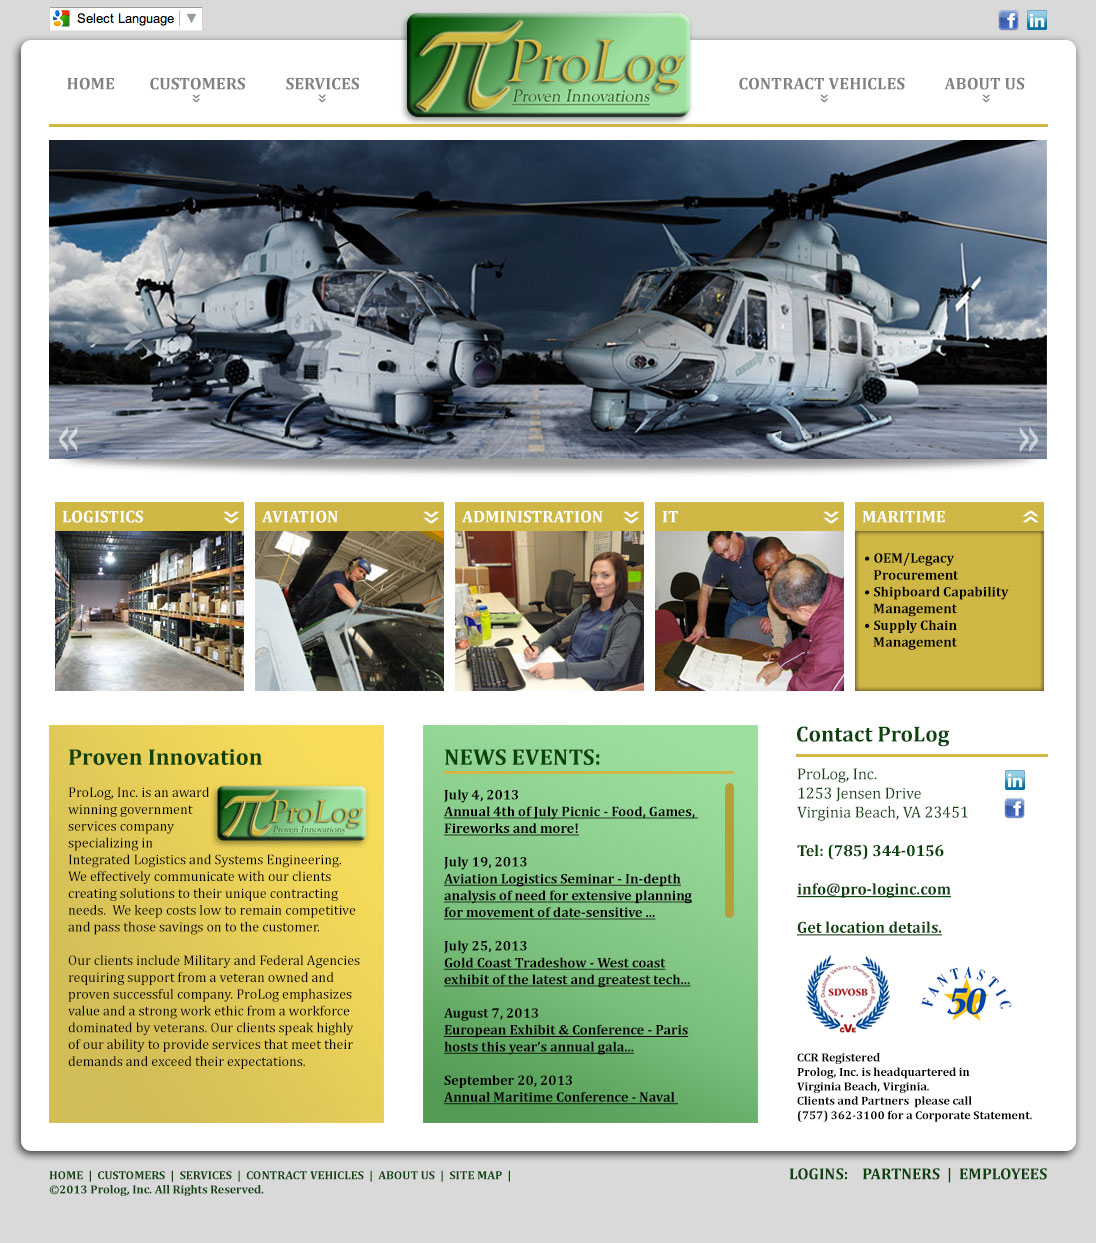 Select Language
HOME
CUSTOMERS
SERVICES
π ProLog
Proven Innovations
CONTRACT VEHICLES
ABOUT US
LOGISTICS
AVIATION
ADMINISTRATION
IT
MARITIME
• OEM/Legacy
Procurement
• Shipboard Capability
Management
• Supply Chain
Management
Proven Innovation
ProLog, Inc. is an award
winning government
services company
specializing in
Integrated Logistics and Systems Engineering.
We effectively communicate with our clients
creating solutions to their unique contracting
needs.  We keep costs low to remain competitive
and pass those savings on to the customer.
π ProLog
Proven Innovations
Our clients include Military and Federal Agencies
requiring support from a veteran owned and
proven successful company. ProLog emphasizes
value and a strong work ethic from a workforce
dominated by veterans. Our clients speak highly
of our ability to provide services that meet their
demands and exceed their expectations.
NEWS EVENTS:
July 4, 2013
Annual 4th of July Picnic - Food, Games,
Fireworks and more!
July 19, 2013
Aviation Logistics Seminar - In-depth
analysis of need for extensive planning
for movement of date-sensitive ...
July 25, 2013
Gold Coast Tradeshow - West coast
exhibit of the latest and greatest tech...
August 7, 2013
European Exhibit & Conference - Paris
hosts this year's annual gala...
September 20, 2013
Annual Maritime Conference - Naval
Contact ProLog
ProLog, Inc.
1253 Jensen Drive
Virginia Beach, VA 23451
Tel: (785) 344-0156
info@pro-loginc.com
Get location details.
Service Disabled Veteran Owned Small Business
SDVOSB
CVE
FANTASTIC
50
CCR Registered
Prolog, Inc. is headquartered in
Virginia Beach, Virginia.
Clients and Partners  please call
(757) 362-3100 for a Corporate Statement.
HOME | CUSTOMERS | SERVICES | CONTRACT VEHICLES | ABOUT US | SITE MAP |
©2013 Prolog, Inc. All Rights Reserved.
LOGINS: PARTNERS | EMPLOYEES